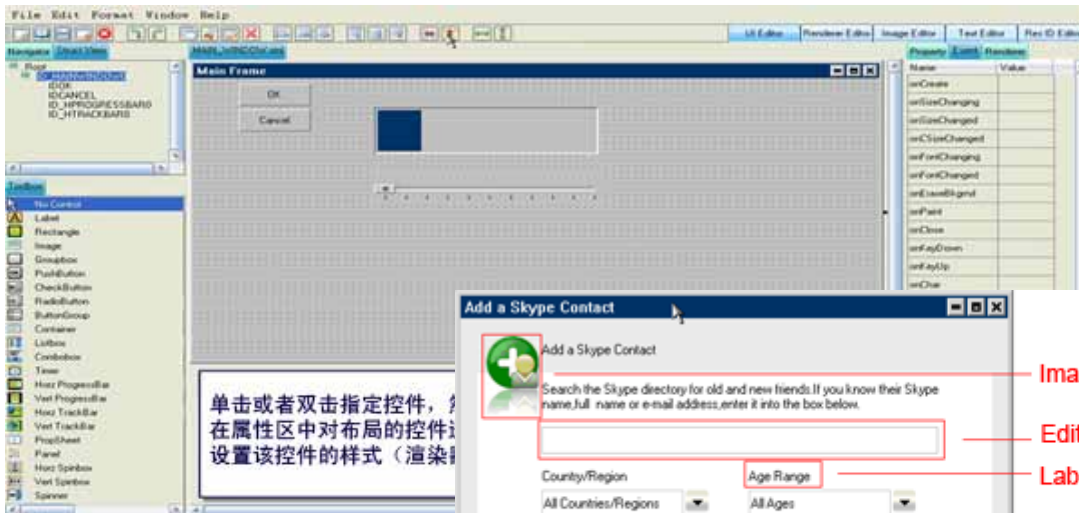 File Edit Format Window Help
UI Editor Renderer Editor Image Editor Text Editor Res ID Edito
Navigator Struct View
MAIN_WINDOW
Property Event Renderer
Root
ID_MAINWINDOW0
IDOK
IDCANCEL
ID_HPROGRESSBAR0
ID_HTRACKBAR0
Main Frame
OK
Cancel
Name Value
onCreate
onSizeChanging
onSizeChanged
onCSizeChanged
onFontChanging
onFontChanged
onEraseBkgnd
onPaint
onClose
onKeyDown
onKeyUp
onChar
Toolbox
No Control
Label
Rectangle
Image
Groupbox
PushButton
CheckButton
RadioButton
ButtonGroup
Container
Listbox
Combobox
Timer
Horz ProgressBar
Vert ProgressBar
Horz TrackBar
Vert TrackBar
PropSheet
Panel
Horz Spinbox
Vert Spinbox
Spinner
单击或者双击指定控件，
在属性区中对布局的控件
设置该控件的样式（渲染
Add a Skype Contact
Add a Skype Contact
Search the Skype directory for old and new friends.If you know their Skype
name,full name or e-mail address,enter it into the box below.
Country/Region Age Range
All Countries/Regions All Ages
Ima
Edit
Lab